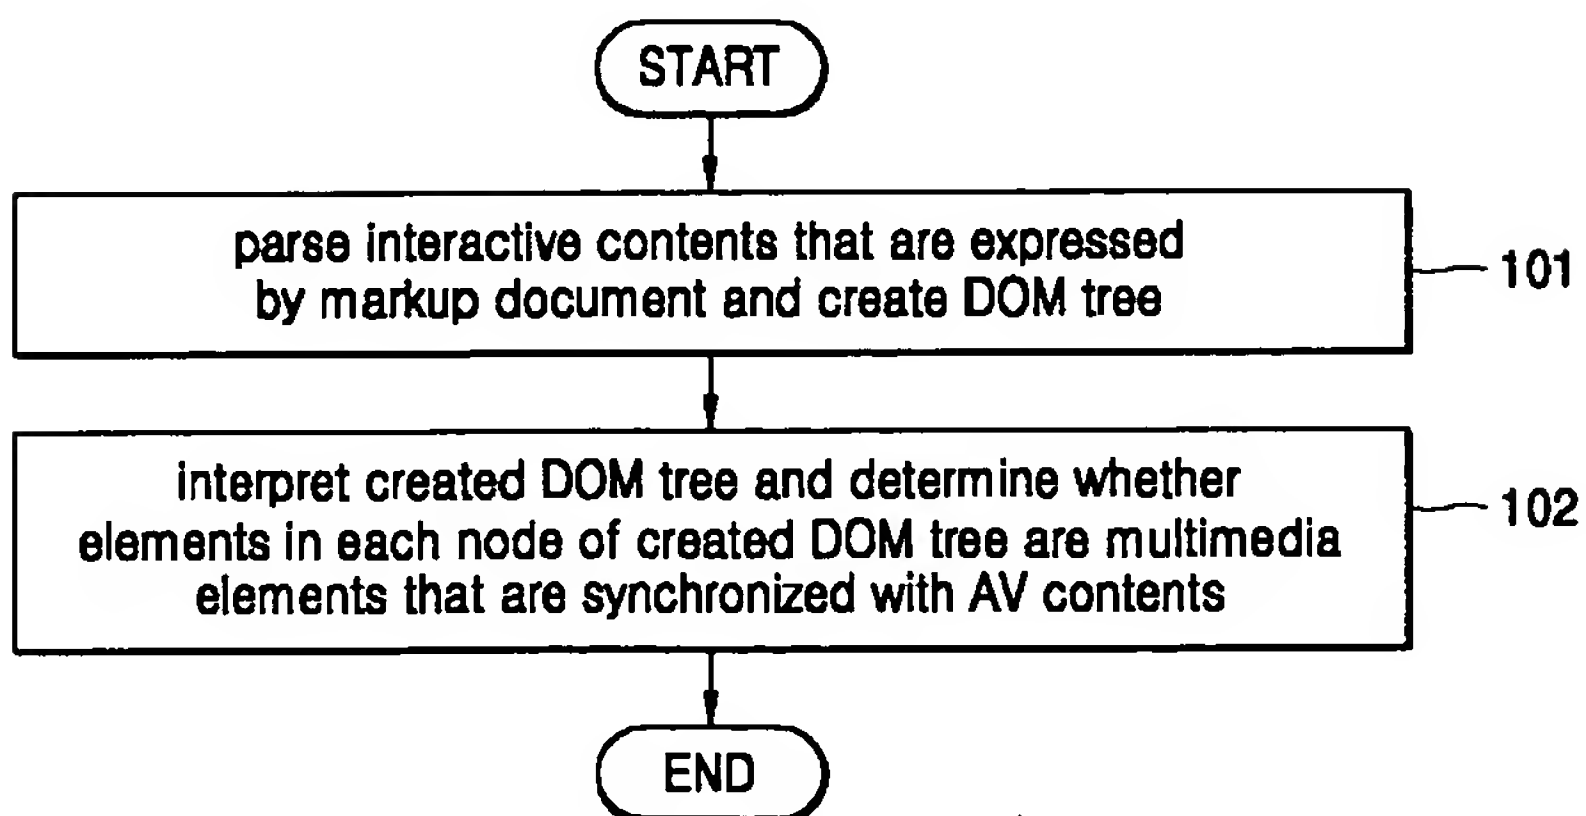 START
parse interactive contents that are expressed
by markup document and create DOM tree
101
interpret created DOM tree and determine whether
elements in each node of created DOM tree are multimedia
elements that are synchronized with AV contents
102
END